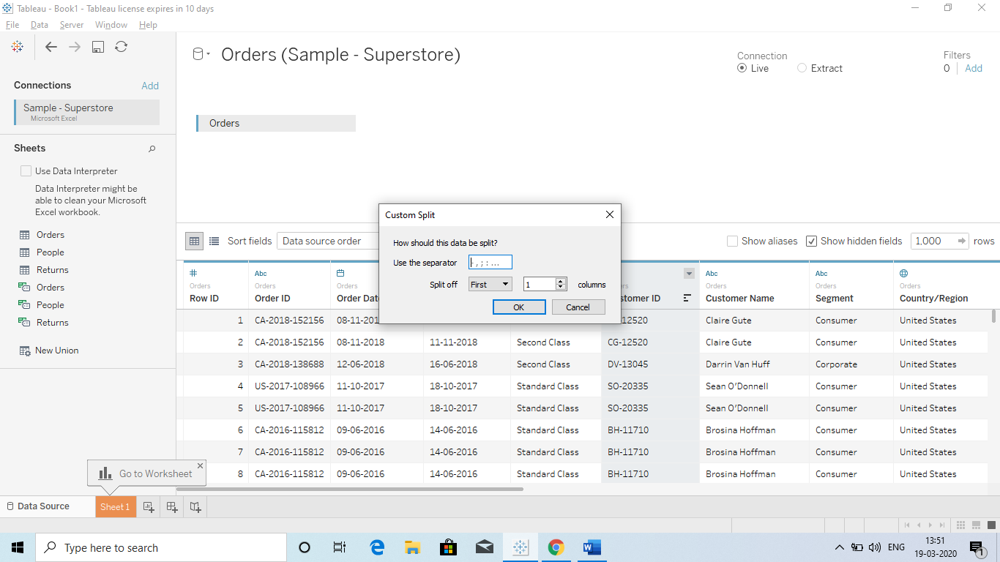 Tableau - Book1 - Tableau license expires in 10 days
File Data Server Window Help
Orders (Sample - Superstore)
Connection
Live Extract
Filters
0 Add
Connections Add
Sample - Superstore
Microsoft Excel
Orders
Sheets
Use Data Interpreter
Data Interpreter might be
able to clean your Microsoft
Excel workbook.
Orders
People
Returns
Orders
People
Returns
New Union
Sort fields Data source order
Show aliases Show hidden fields 1,000 rows
Custom Split
How should this data be split?
Use the separator
Split off First 1 columns
OK Cancel
# Abc Abc Abc
Orders Orders Orders Orders Orders Orders
Row ID Order ID Order Dat stomer ID Customer Name Segment Country/Region
1 CA-2018-152156 08-11-201 12520 Claire Gute Consumer United States
2 CA-2018-152156 08-11-2018 11-11-2018 Second Class CG-12520 Claire Gute Consumer United States
3 CA-2018-138688 12-06-2018 16-06-2018 Second Class DV-13045 Darrin Van Huff Corporate United States
4 US-2017-108966 11-10-2017 18-10-2017 Standard Class SO-20335 Sean O'Donnell Consumer United States
5 US-2017-108966 11-10-2017 18-10-2017 Standard Class SO-20335 Sean O'Donnell Consumer United States
6 CA-2016-115812 09-06-2016 14-06-2016 Standard Class BH-11710 Brosina Hoffman Consumer United States
7 CA-2016-115812 09-06-2016 14-06-2016 Standard Class BH-11710 Brosina Hoffman Consumer United States
8 CA-2016-115812 09-06-2016 14-06-2016 Standard Class BH-11710 Brosina Hoffman Consumer United States
Go to Worksheet
Data Source Sheet 1
Type here to search
ENG
13:51
19-03-2020
1